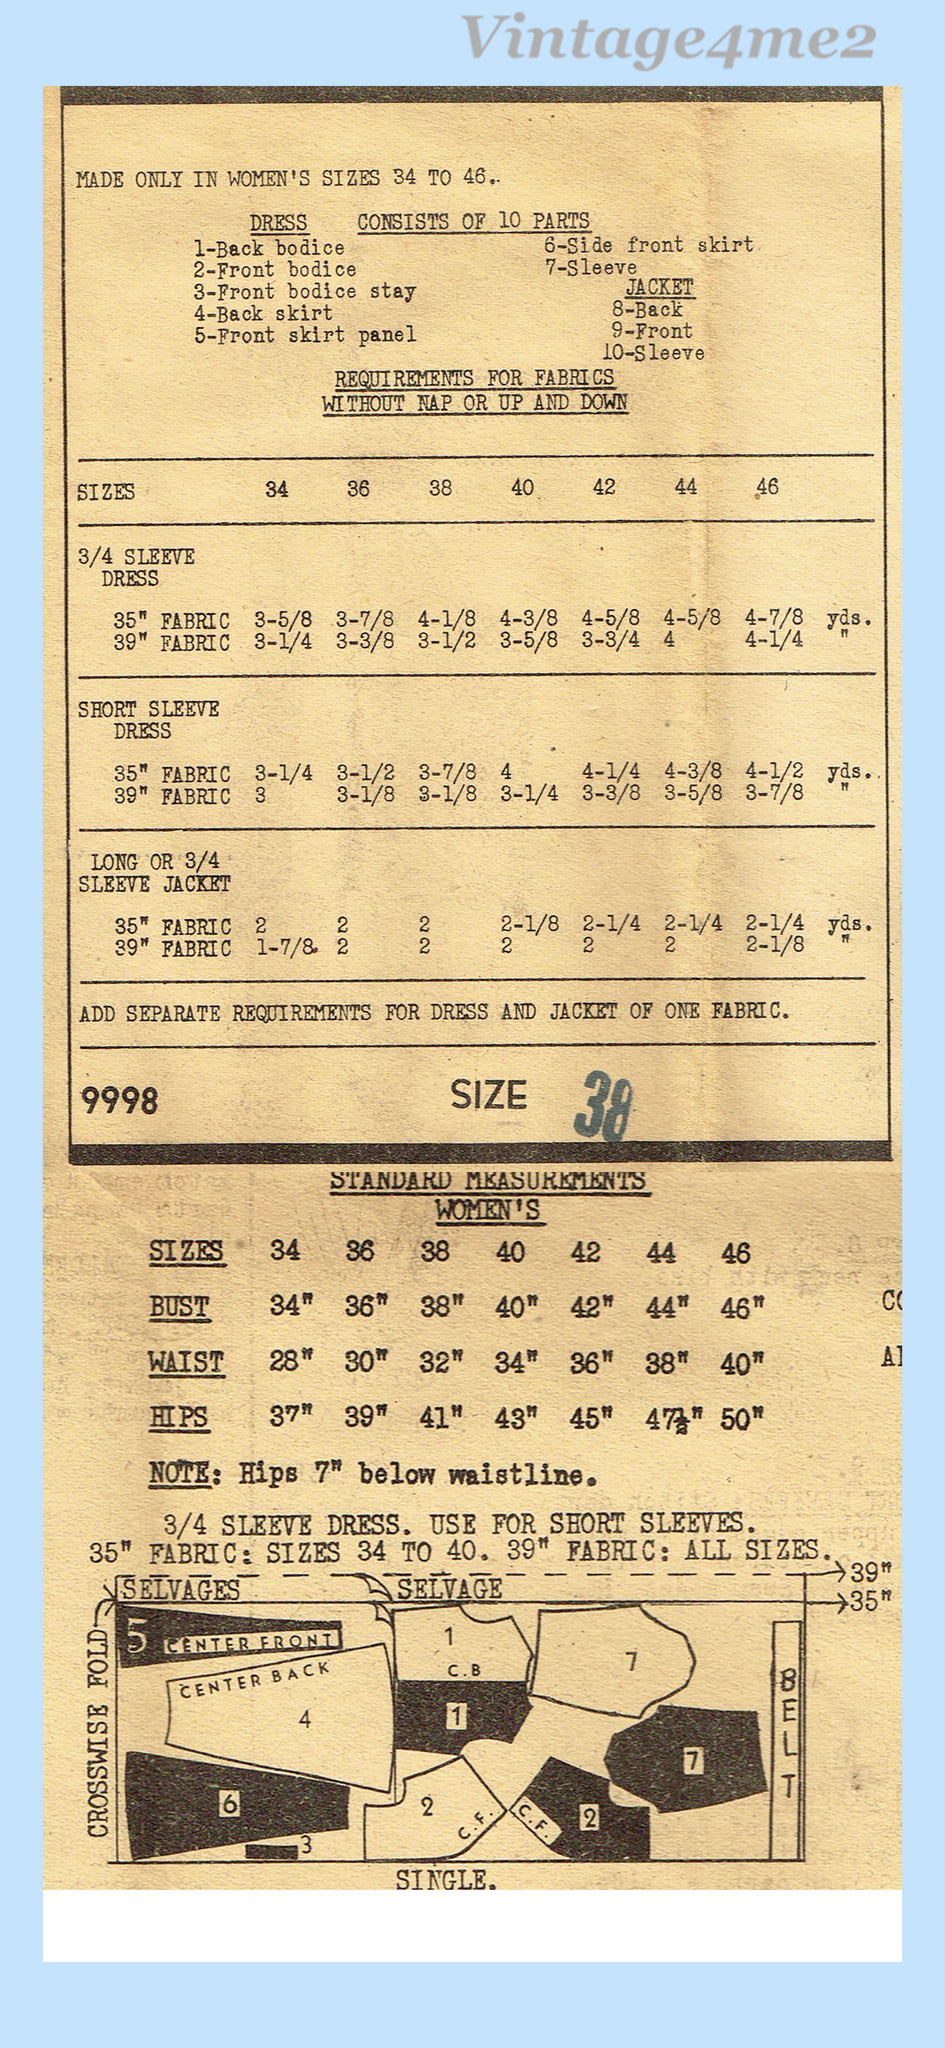 Vintage4me2
MADE ONLY IN WOMEN'S SIZES 34 TO 46.
DRESS CONSISTS OF 10 PARTS
1-Back bodice 6-Side front skirt
2-Front bodice 7-Sleeve
3-Front bodice stay JACKET
4-Back skirt 8-Back
5-Front skirt panel 9-Front
10-Sleeve
REQUIREMENTS FOR FABRICS
WITHOUT NAP OR UP AND DOWN
SIZES 34 36 38 40 42 44 46
3/4 SLEEVE
DRESS
35" FABRIC 3-5/8 3-7/8 4-1/8 4-3/8 4-5/8 4-5/8 4-7/8 yds.
39" FABRIC 3-1/4 3-3/8 3-1/2 3-5/8 3-3/4 4 4-1/4 "
SHORT SLEEVE
DRESS
35" FABRIC 3-1/4 3-1/2 3-7/8 4 4-1/4 4-3/8 4-1/2 yds.
39" FABRIC 3 3-1/8 3-1/8 3-1/4 3-3/8 3-5/8 3-7/8 "
LONG OR 3/4
SLEEVE JACKET
35" FABRIC 2 2 2 2-1/8 2-1/4 2-1/4 2-1/4 yds.
39" FABRIC 1-7/8 2 2 2 2 2 2-1/8 "
ADD SEPARATE REQUIREMENTS FOR DRESS AND JACKET OF ONE FABRIC.
9998 SIZE 38
STANDARD MEASUREMENTS
WOMEN'S
SIZES 34 36 38 40 42 44 46
BUST 34" 36" 38" 40" 42" 44" 46"
WAIST 28" 30" 32" 34" 36" 38" 40"
HIPS 37" 39" 41" 43" 45" 47½" 50"
NOTE: Hips 7" below waistline.
3/4 SLEEVE DRESS. USE FOR SHORT SLEEVES.
35" FABRIC: SIZES 34 TO 40. 39" FABRIC: ALL SIZES.
39"
SELVAGES SELVAGE
35"
CROSSWISE FOLD
5 CENTER FRONT
CENTER BACK
4
6
3
1
C.B
1
7
7
2
C.F.
C.F.
2
BELT
SINGLE.